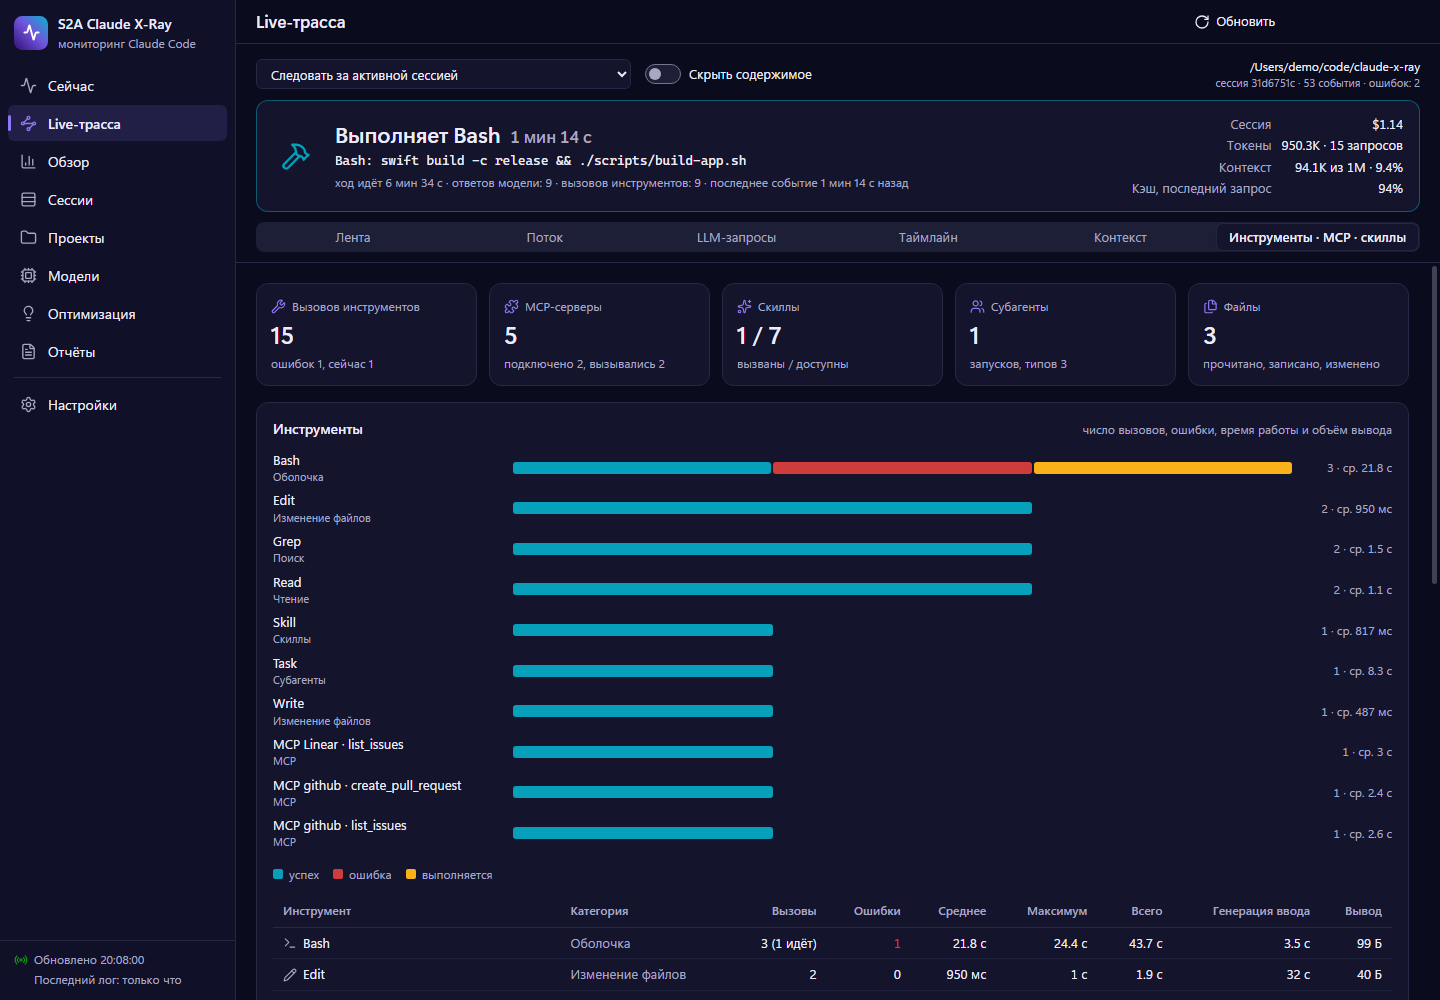 S2A Claude X-Ray
мониторинг Claude Code
Сейчас
Live-трасса
Обзор
Сессии
Проекты
Модели
Оптимизация
Отчёты
Настройки
Обновлено 20:08:00
Последний лог: только что
Live-трасса
Обновить
Следовать за активной сессией
Скрыть содержимое
/Users/demo/code/claude-x-ray
сессия 31d6751c · 53 события · ошибок: 2
Выполняет Bash 1 мин 14 с
Bash: swift build -c release && ./scripts/build-app.sh
ход идёт 6 мин 34 с · ответов модели: 9 · вызовов инструментов: 9 · последнее событие 1 мин 14 с назад
Сессия $1.14
Токены 950.3K · 15 запросов
Контекст 94.1K из 1M · 9.4%
Кэш, последний запрос 94%
Лента Поток LLM-запросы Таймлайн Контекст Инструменты · MCP · скиллы
Вызовов инструментов
15
ошибок 1, сейчас 1
MCP-серверы
5
подключено 2, вызывались 2
Скиллы
1 / 7
вызваны / доступны
Субагенты
1
запусков, типов 3
Файлы
3
прочитано, записано, изменено
Инструменты
число вызовов, ошибки, время работы и объём вывода
Bash
Оболочка
3 · ср. 21.8 с
Edit
Изменение файлов
2 · ср. 950 мс
Grep
Поиск
2 · ср. 1.5 с
Read
Чтение
2 · ср. 1.1 с
Skill
Скиллы
1 · ср. 817 мс
Task
Субагенты
1 · ср. 8.3 с
Write
Изменение файлов
1 · ср. 487 мс
MCP Linear · list_issues
MCP
1 · ср. 3 с
MCP github · create_pull_request
MCP
1 · ср. 2.4 с
MCP github · list_issues
MCP
1 · ср. 2.6 с
успех ошибка выполняется
Инструмент Категория Вызовы Ошибки Среднее Максимум Всего Генерация ввода Вывод
Bash Оболочка 3 (1 идёт) 1 21.8 с 24.4 с 43.7 с 3.5 с 99 Б
Edit Изменение файлов 2 0 950 мс 1 с 1.9 с 32 с 40 Б